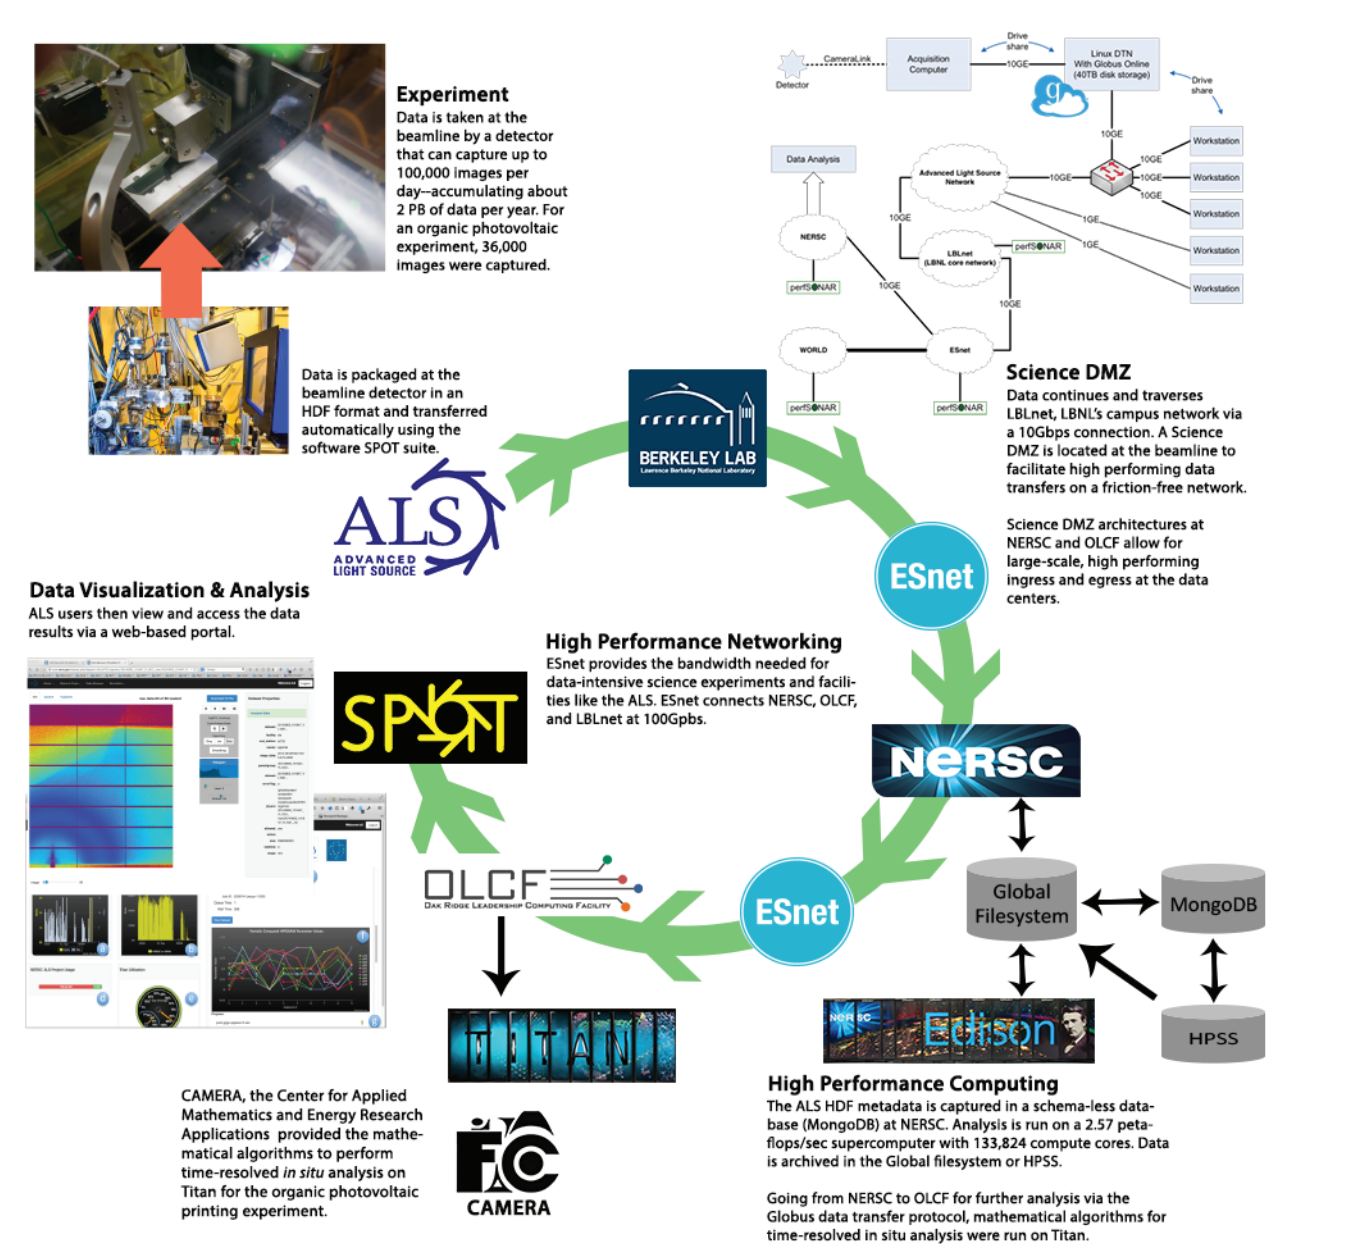 Experiment
Data is taken at the
beamline by a detector
that can capture up to
100,000 images per
day--accumulating about
2 PB of data per year. For
an organic photovoltaic
experiment, 36,000
images were captured.
Detector
CameraLink
Acquisition
Computer
Drive
share
10GE
Linux DTN
With Globus Online
(40TB disk storage)
g
Drive
share
10GE
Workstation
10GE
Workstation
10GE
Workstation
10GE
Workstation
1GE
Workstation
1GE
10GE
Advanced Light Source
Network
Data Analysis
10GE
NERSC
perfSONAR
LBLnet
(LBNL core network)
perfSONAR
10GE
10GE
WORLD
ESnet
perfSONAR
perfSONAR
Data is packaged at the
beamline detector in an
HDF format and transferred
automatically using the
software SPOT suite.
ALS
ADVANCED
LIGHT SOURCE
BERKELEY LAB
Lawrence Berkeley National Laboratory
Science DMZ
Data continues and traverses
LBLnet, LBNL's campus network via
a 10Gbps connection. A Science
DMZ is located at the beamline to
facilitate high performing data
transfers on a friction-free network.
Science DMZ architectures at
NERSC and OLCF allow for
large-scale, high performing
ingress and egress at the data
centers.
ESnet
Data Visualization & Analysis
ALS users then view and access the data
results via a web-based portal.
High Performance Networking
ESnet provides the bandwidth needed for
data-intensive science experiments and facili-
ties like the ALS. ESnet connects NERSC, OLCF,
and LBLnet at 100Gpbs.
SPOT
NERSC
Global
Filesystem
MongoDB
HPSS
NERSC
Edison
ESnet
OLCF
OAK RIDGE LEADERSHIP COMPUTING FACILITY
TITAN
a
b
d
e
f
g
CAMERA, the Center for Applied
Mathematics and Energy Research
Applications provided the mathe-
matical algorithms to perform
time-resolved in situ analysis on
Titan for the organic photovoltaic
printing experiment.
CAMERA
High Performance Computing
The ALS HDF metadata is captured in a schema-less data-
base (MongoDB) at NERSC. Analysis is run on a 2.57 peta-
flops/sec supercomputer with 133,824 compute cores. Data
is archived in the Global filesystem or HPSS.
Going from NERSC to OLCF for further analysis via the
Globus data transfer protocol, mathematical algorithms for
time-resolved in situ analysis were run on Titan.